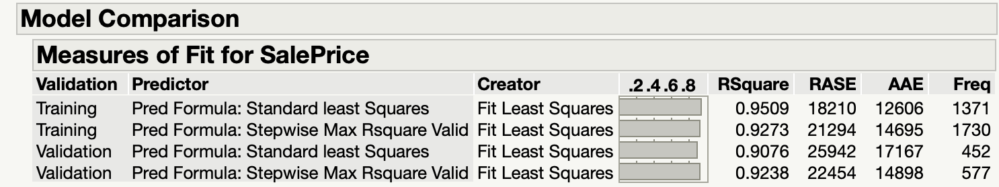 Model Comparison
Measures of Fit for SalePrice
Validation Predictor Creator .2 .4 .6 .8 RSquare RASE AAE Freq
Training Pred Formula: Standard least Squares Fit Least Squares 0.9509 18210 12606 1371
Training Pred Formula: Stepwise Max Rsquare Valid Fit Least Squares 0.9273 21294 14695 1730
Validation Pred Formula: Standard least Squares Fit Least Squares 0.9076 25942 17167 452
Validation Pred Formula: Stepwise Max Rsquare Valid Fit Least Squares 0.9238 22454 14898 577